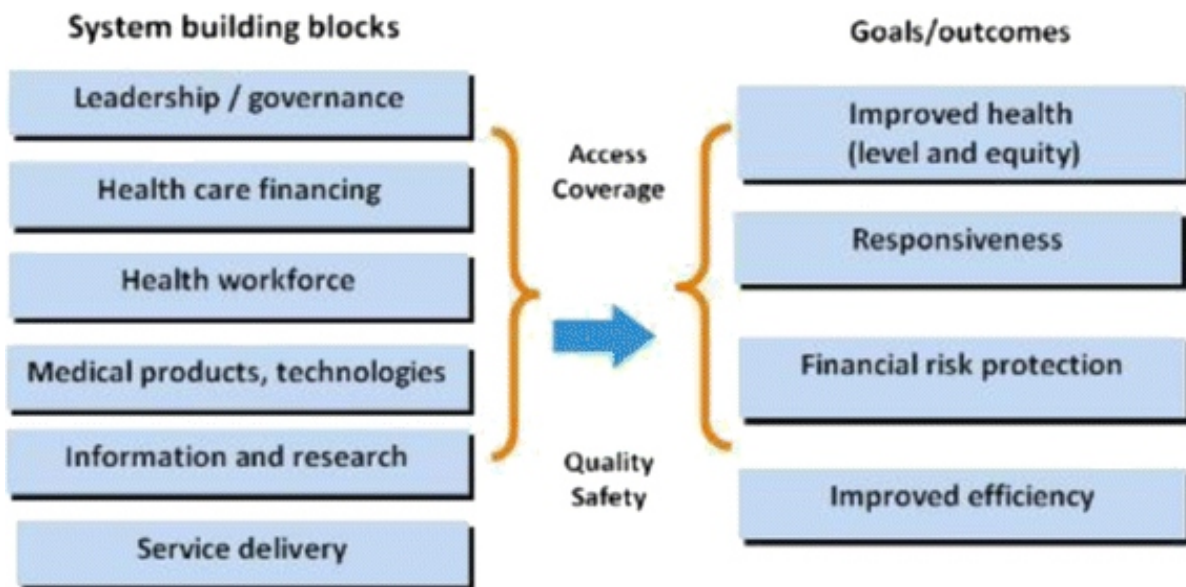 System building blocks
Leadership / governance
Health care financing
Health workforce
Medical products, technologies
Information and research
Service delivery
Access
Coverage
Quality
Safety
Goals/outcomes
Improved health
(level and equity)
Responsiveness
Financial risk protection
Improved efficiency